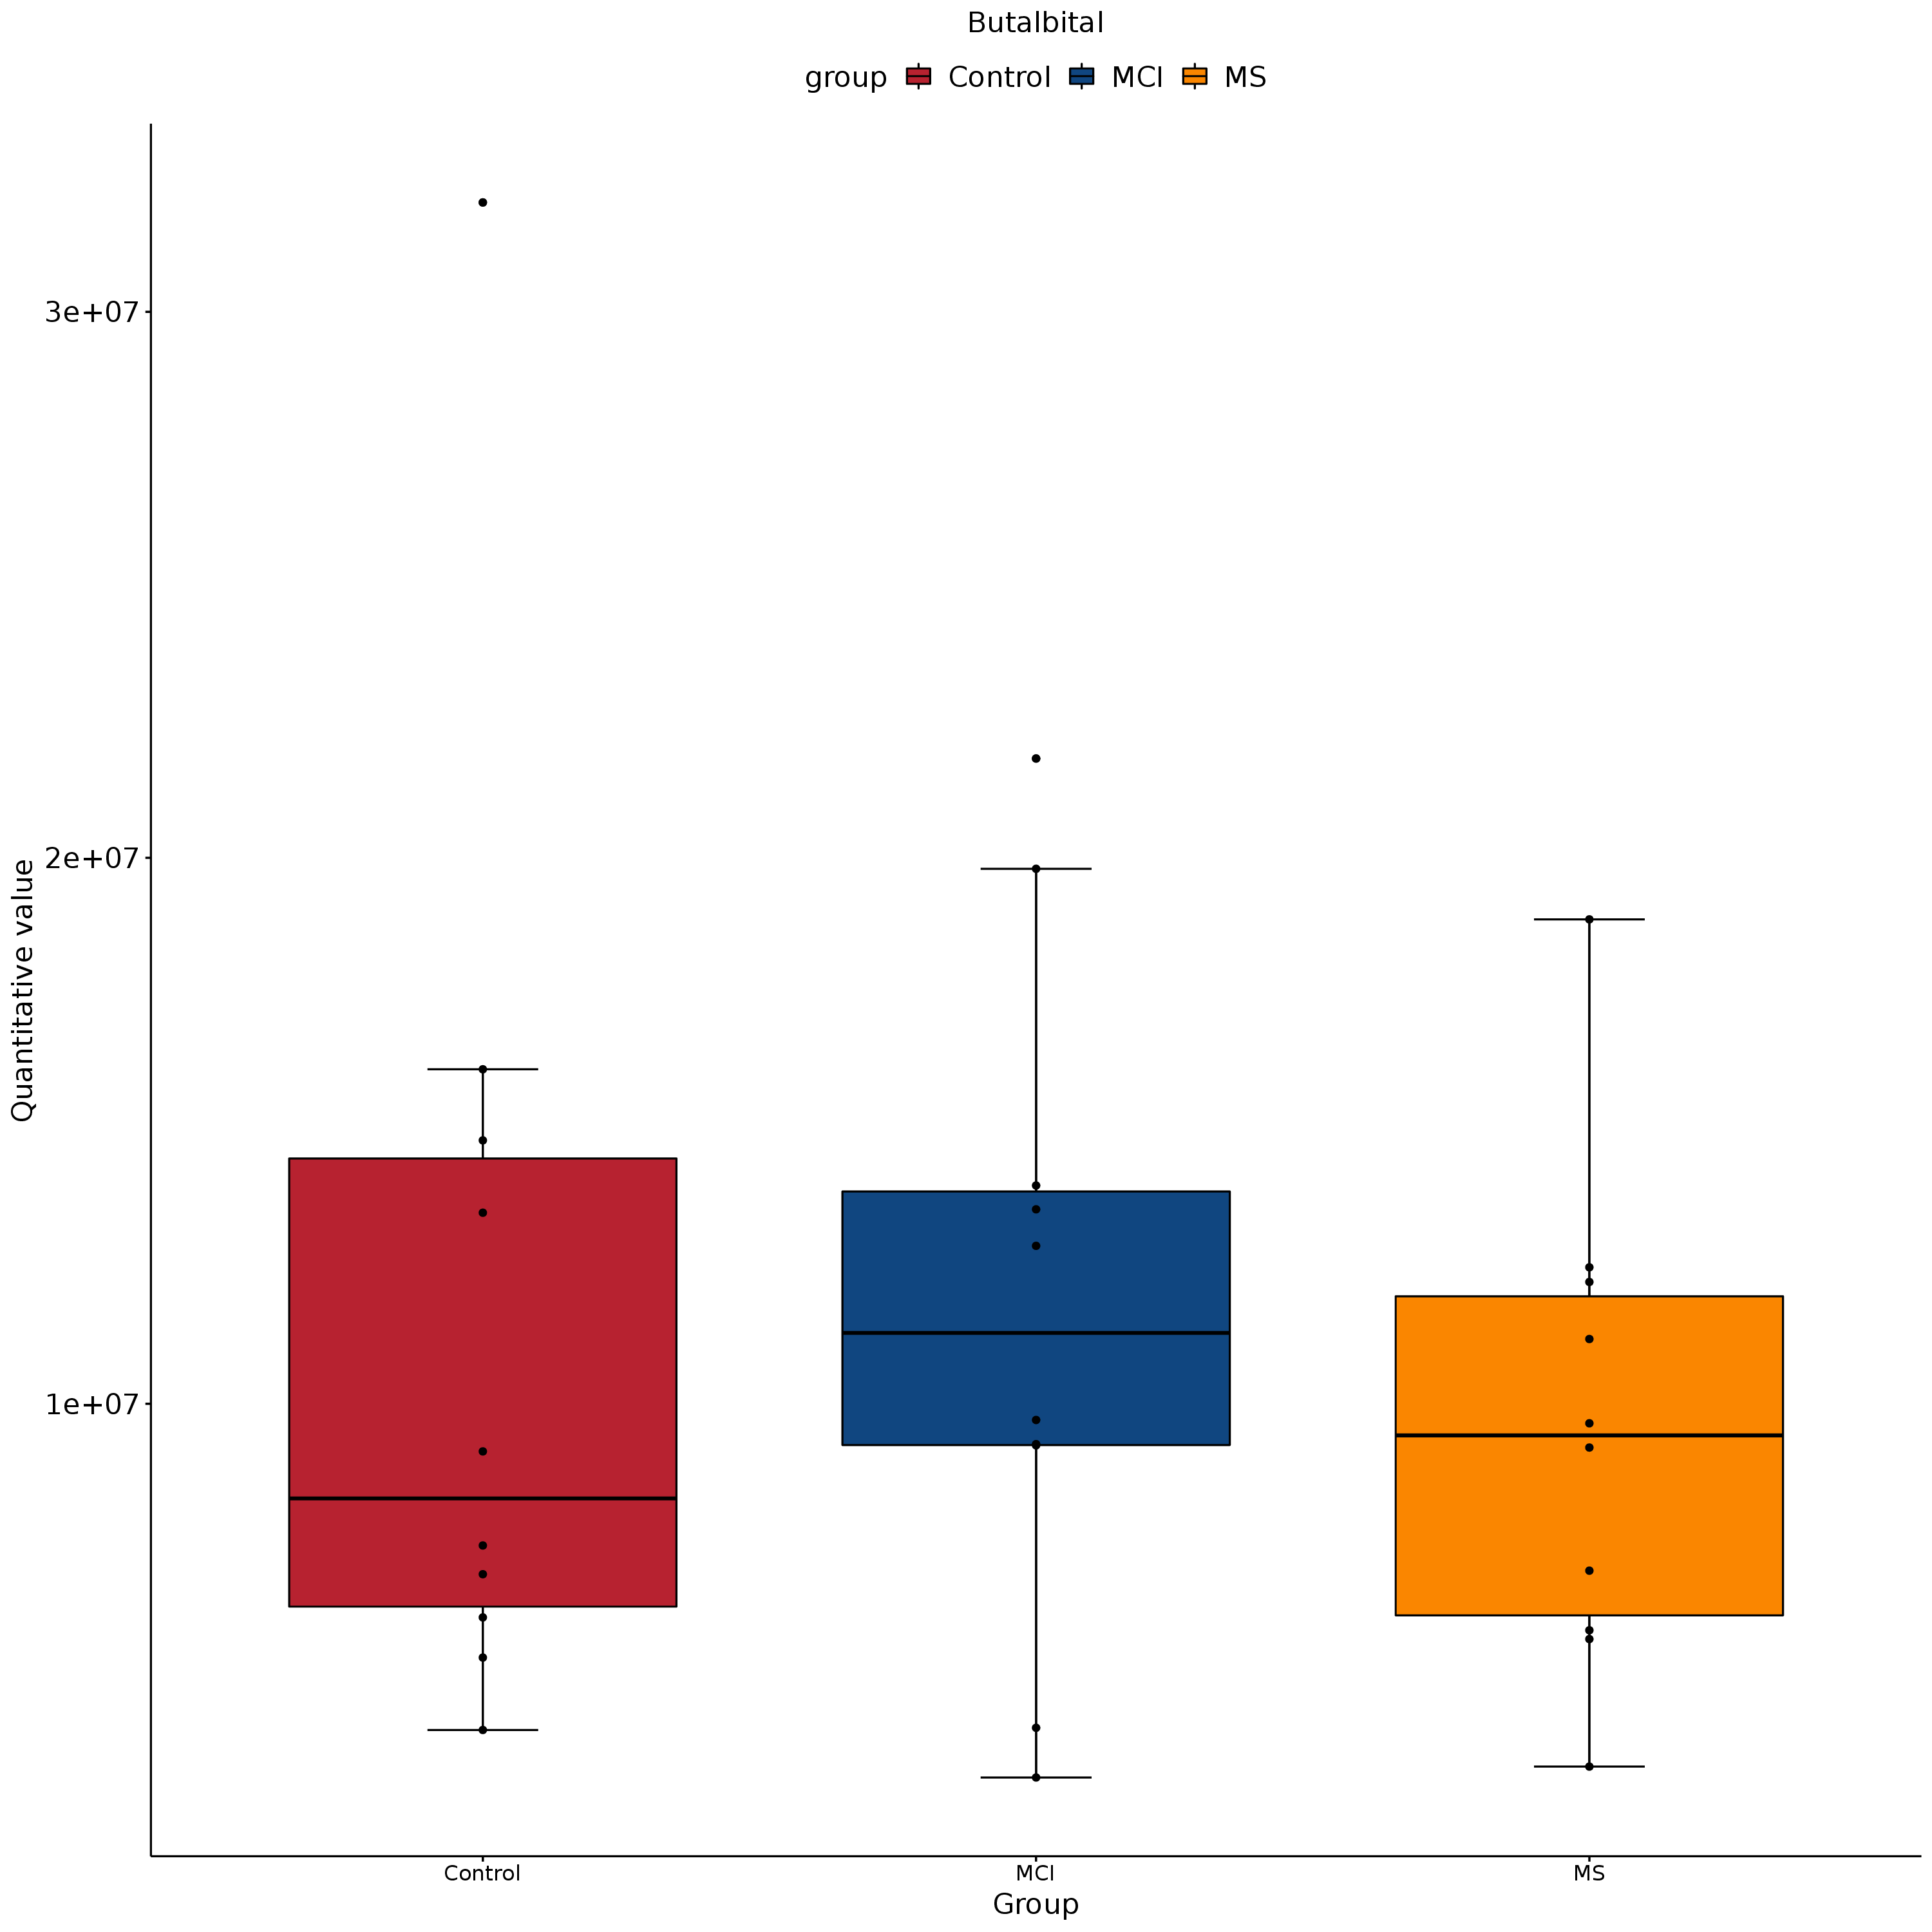 Butalbital
group Control MCI MS
3e+07
2e+07
1e+07
Quantitative value
Control MCI MS
Group